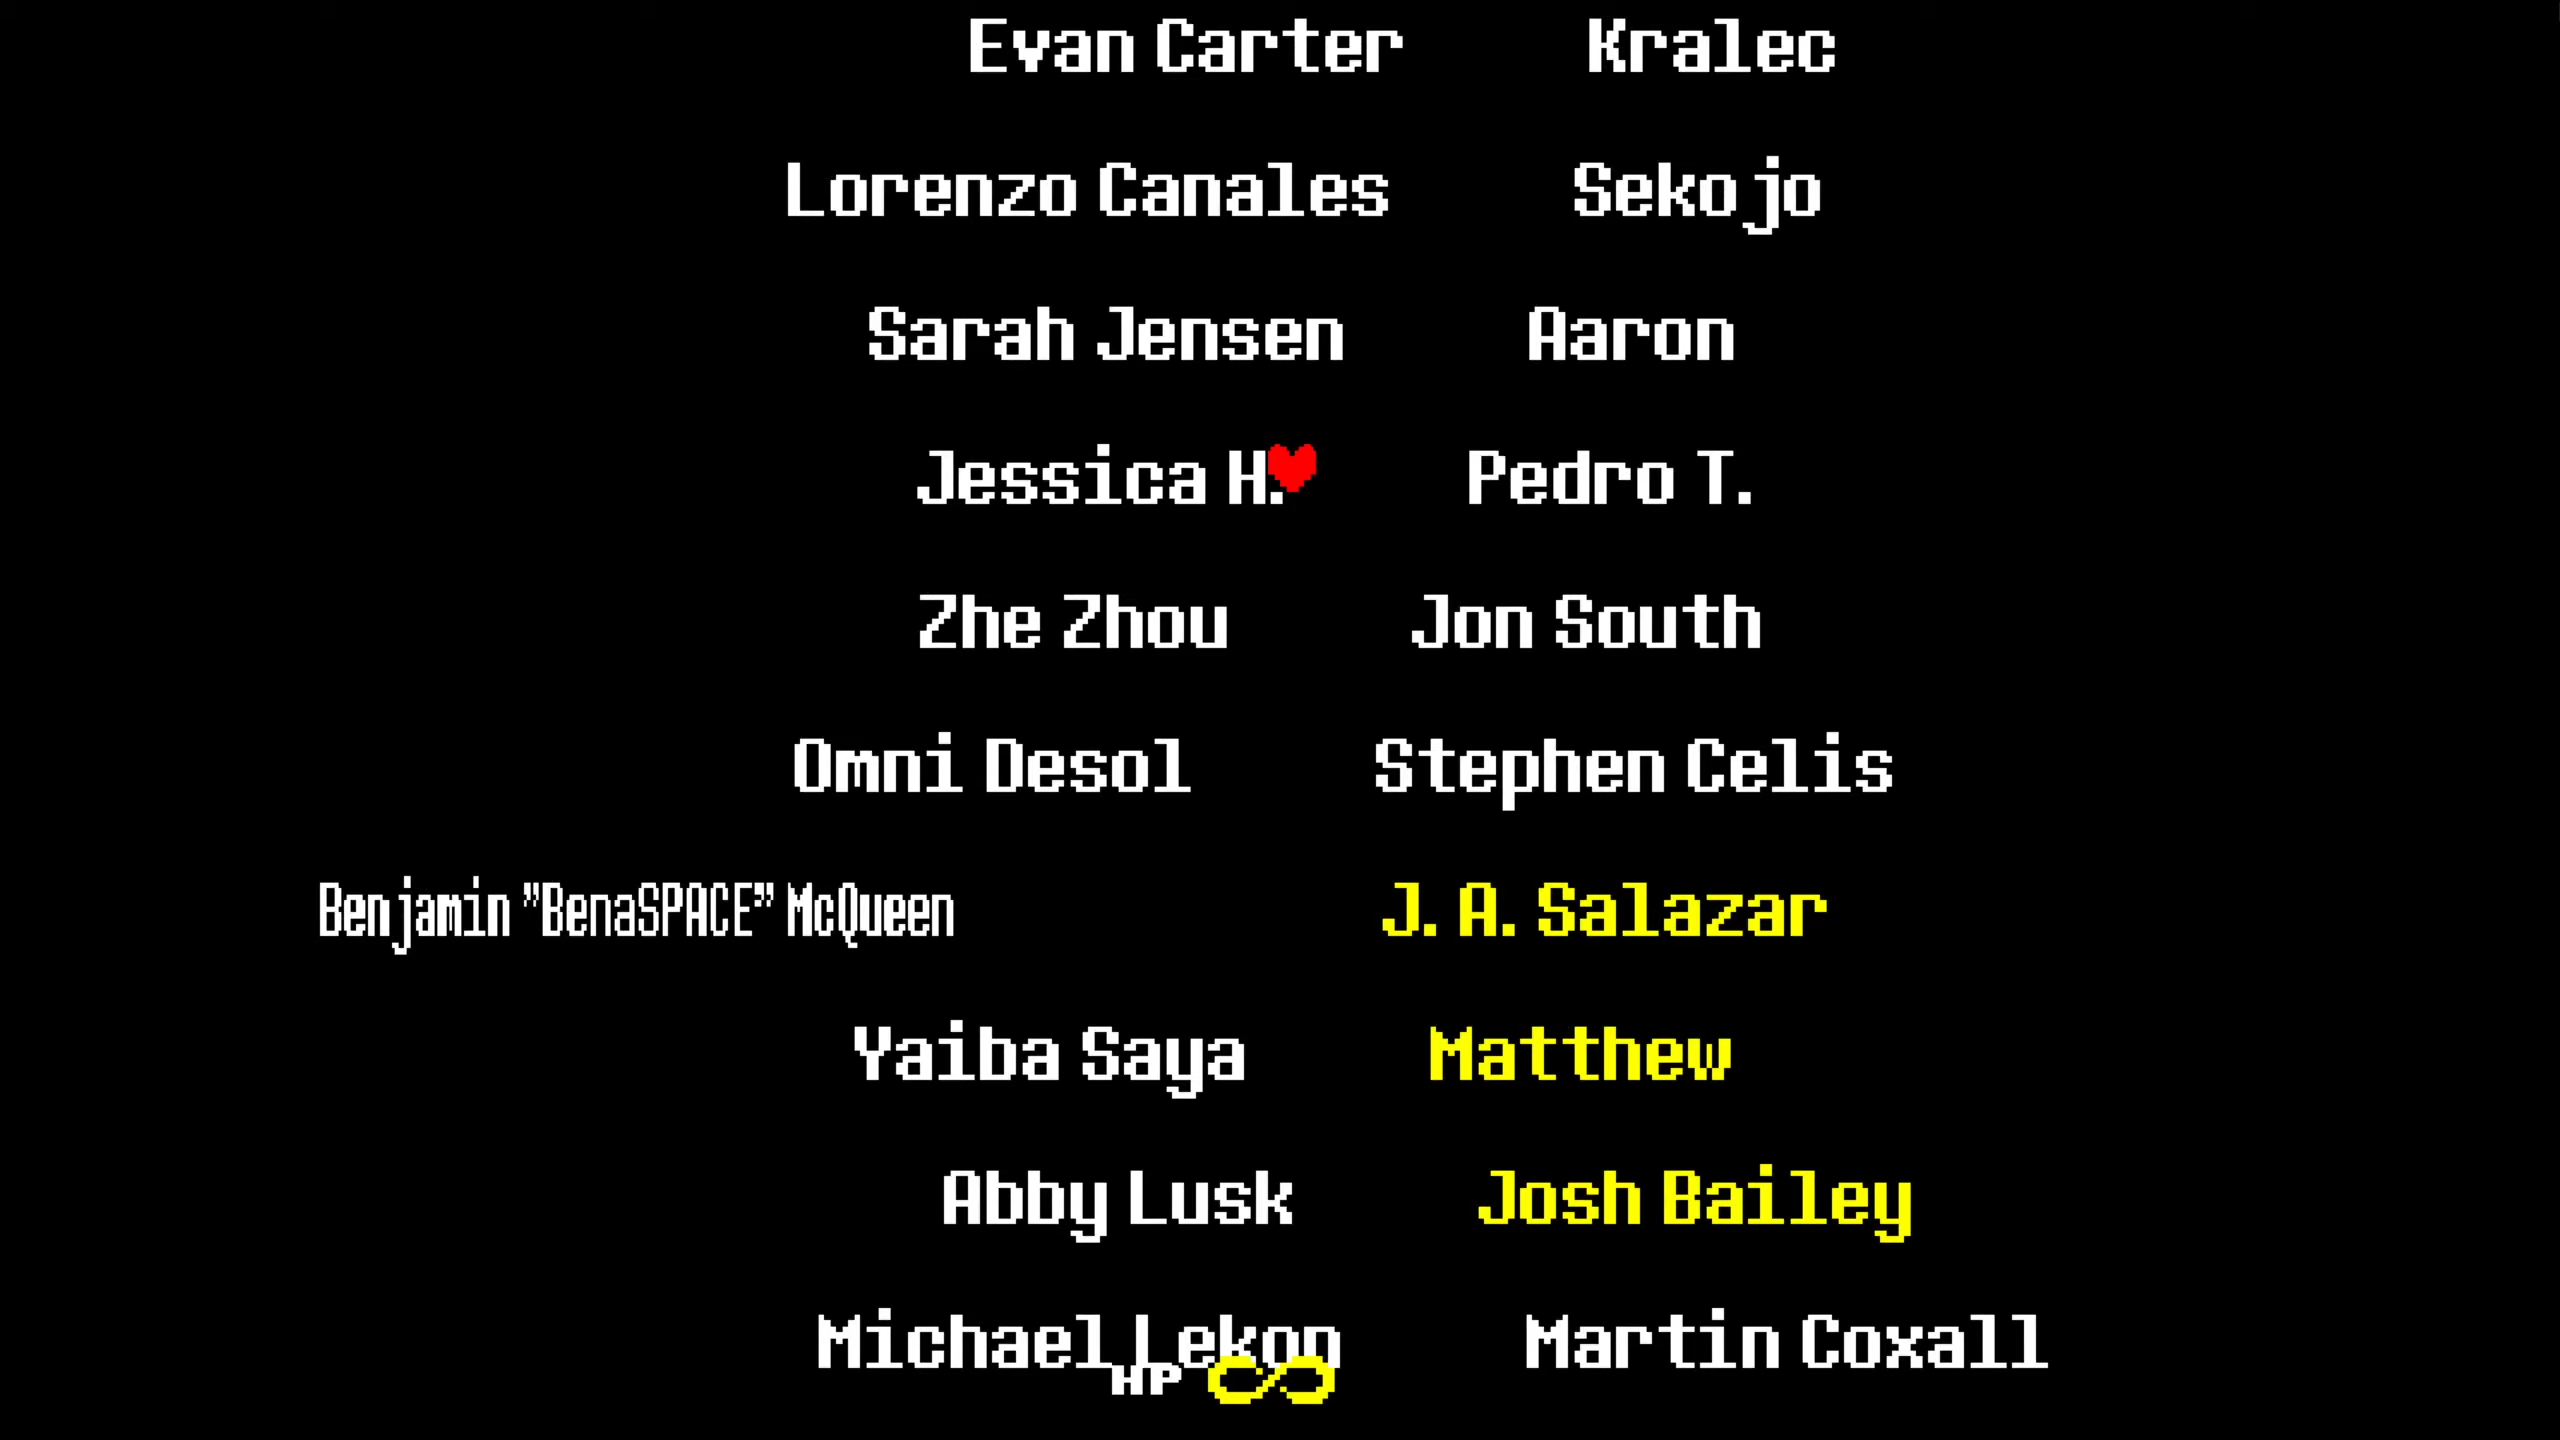 Evan Carter Kralec
Lorenzo Canales Sekojo
Sarah Jensen Aaron
Jessica H. Pedro T.
Zhe Zhou Jon South
Omni Desol Stephen Celis
Benjamin "BenaSPACE" McQueen J. A. Salazar
Yaiba Saya Matthew
Abby Lusk Josh Bailey
Michael Lekon Martin Coxall
HP ∞